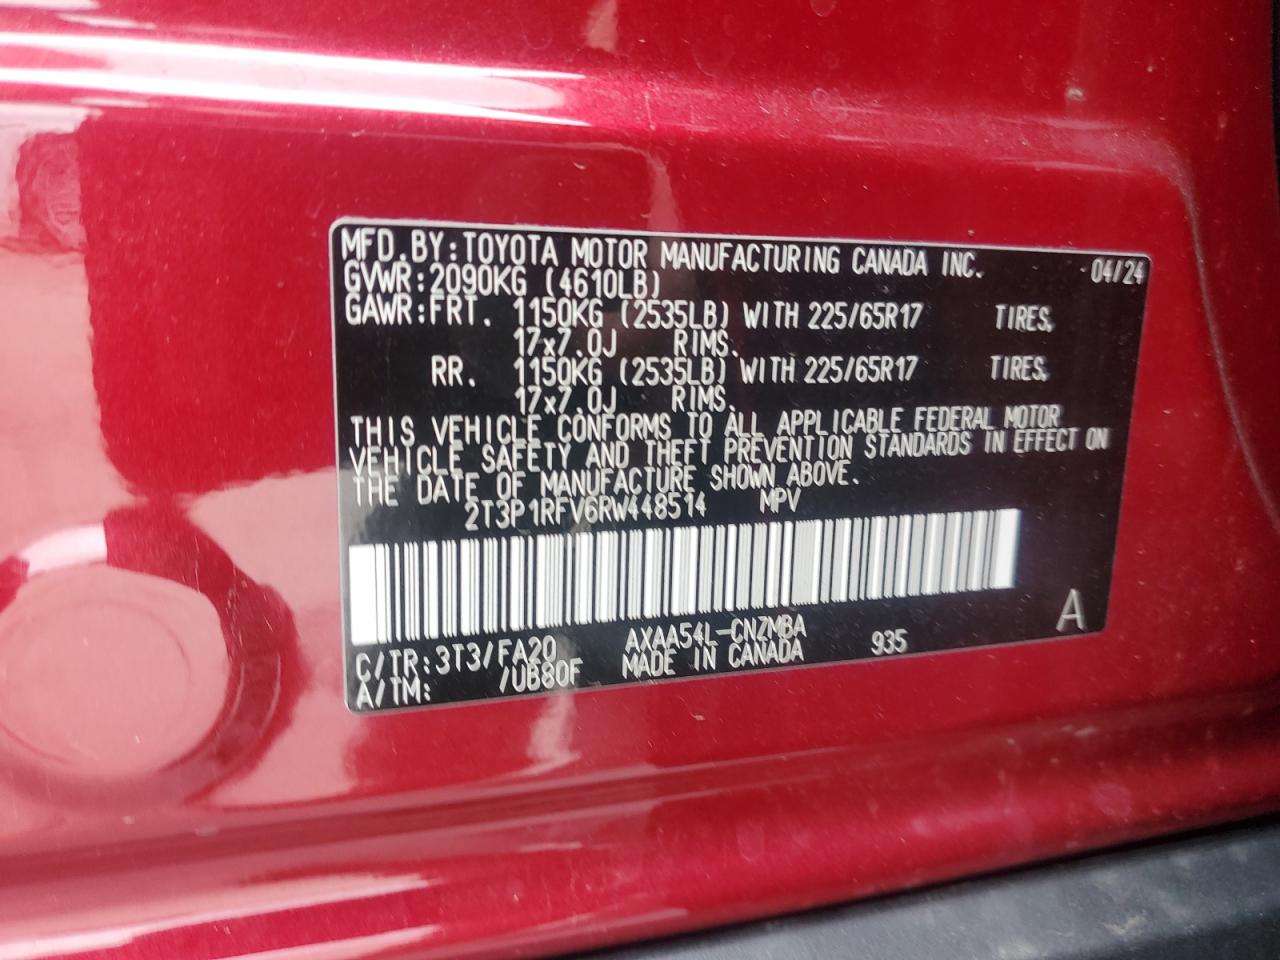 MFD.BY:TOYOTA MOTOR MANUFACTURING CANADA INC. 04/24
GVWR:2090KG (4610LB)
GAWR:FRT. 1150KG (2535LB) WITH 225/65R17 TIRES,
17x7.0J RIMS.
RR. 1150KG (2535LB) WITH 225/65R17 TIRES,
17x7.0J RIMS.
THIS VEHICLE CONFORMS TO ALL APPLICABLE FEDERAL MOTOR
VEHICLE SAFETY AND THEFT PREVENTION STANDARDS IN EFFECT ON
THE DATE OF MANUFACTURE SHOWN ABOVE.
2T3P1RFV6RW448514 MPV
A
C/TR:3T3/FA20 AXAA54L-CNZMBA 935
A/TM: /UB80F MADE IN CANADA